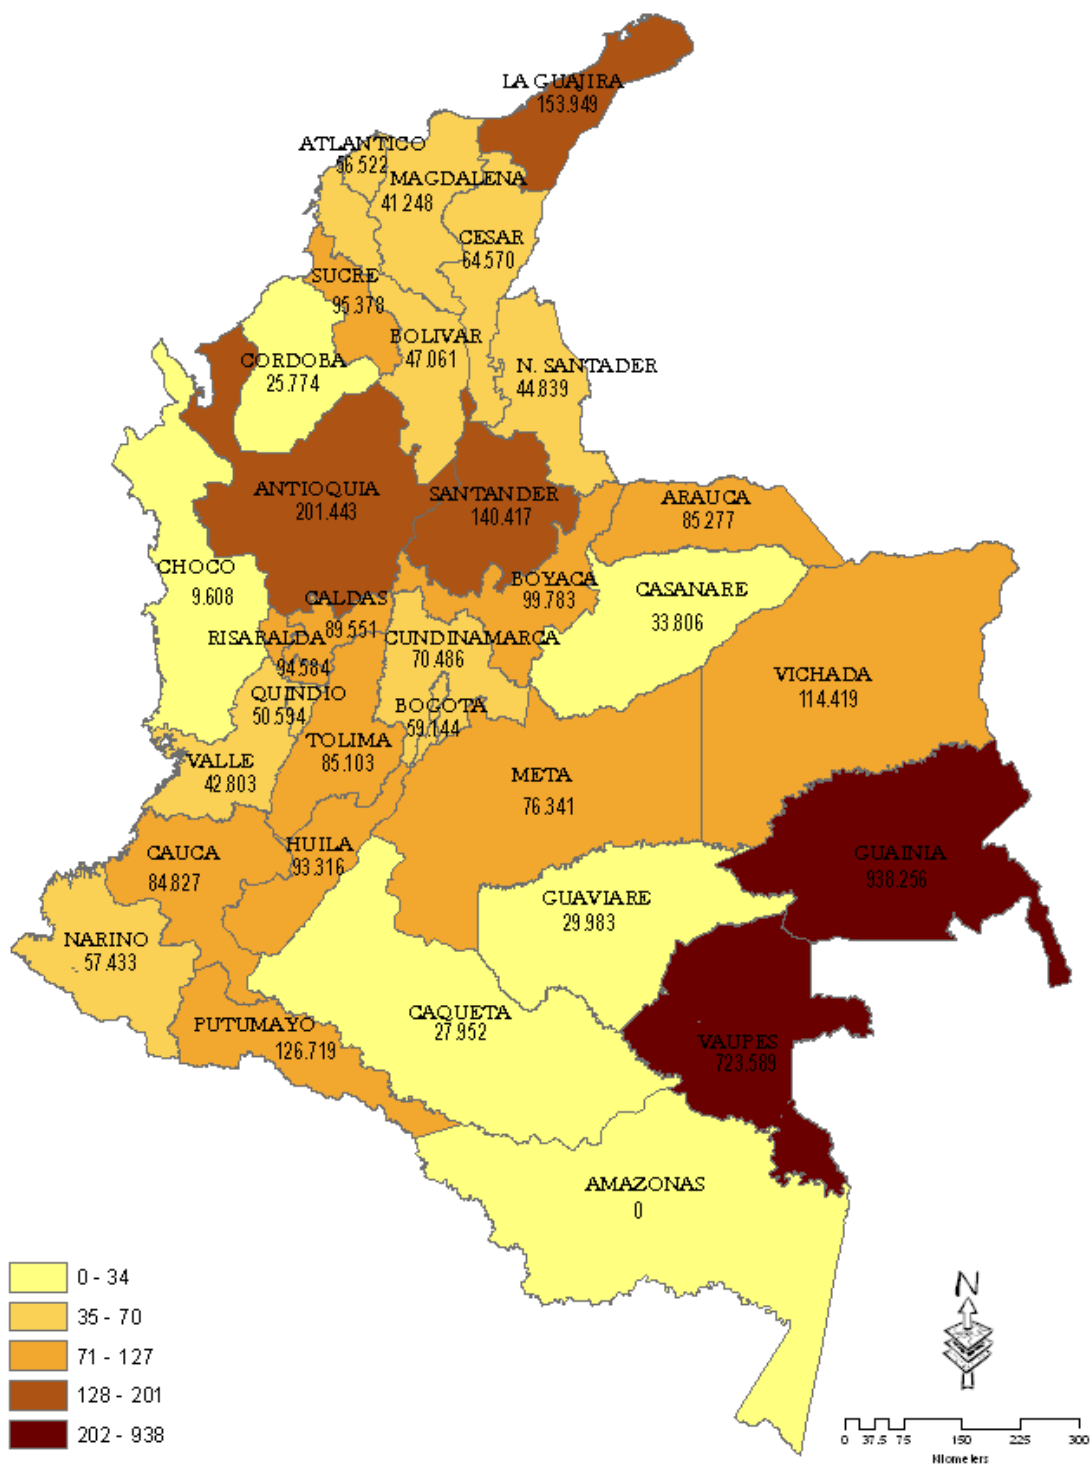 LA GUAJIRA
153.949
ATLANTICO
56.522
MAGDALENA
41.248
CESAR
64.570
SUCRE
95.378
BOLIVAR
47.061
CORDOBA
25.774
N. SANTADER
44.839
ANTIOQUIA
201.443
SANTANDER
140.417
ARAUCA
85.277
CHOCO
9.608
BOYACA
99.783
CASANARE
33.806
CALDAS
89.551
RISARALDA
94.584
CUNDINAMARCA
70.486
VICHADA
114.419
QUINDIO
50.594
BOGOTA
59.144
TOLIMA
85.103
VALLE
42.803
META
76.341
CAUCA
84.827
HUILA
93.316
GUAINIA
938.256
GUAVIARE
29.983
NARINO
57.433
CAQUETA
27.952
PUTUMAYO
126.719
VAUPES
723.589
AMAZONAS
0
0 - 34
35 - 70
71 - 127
128 - 201
202 - 938
N
0 37.5 75 150 225 300
Kilometers